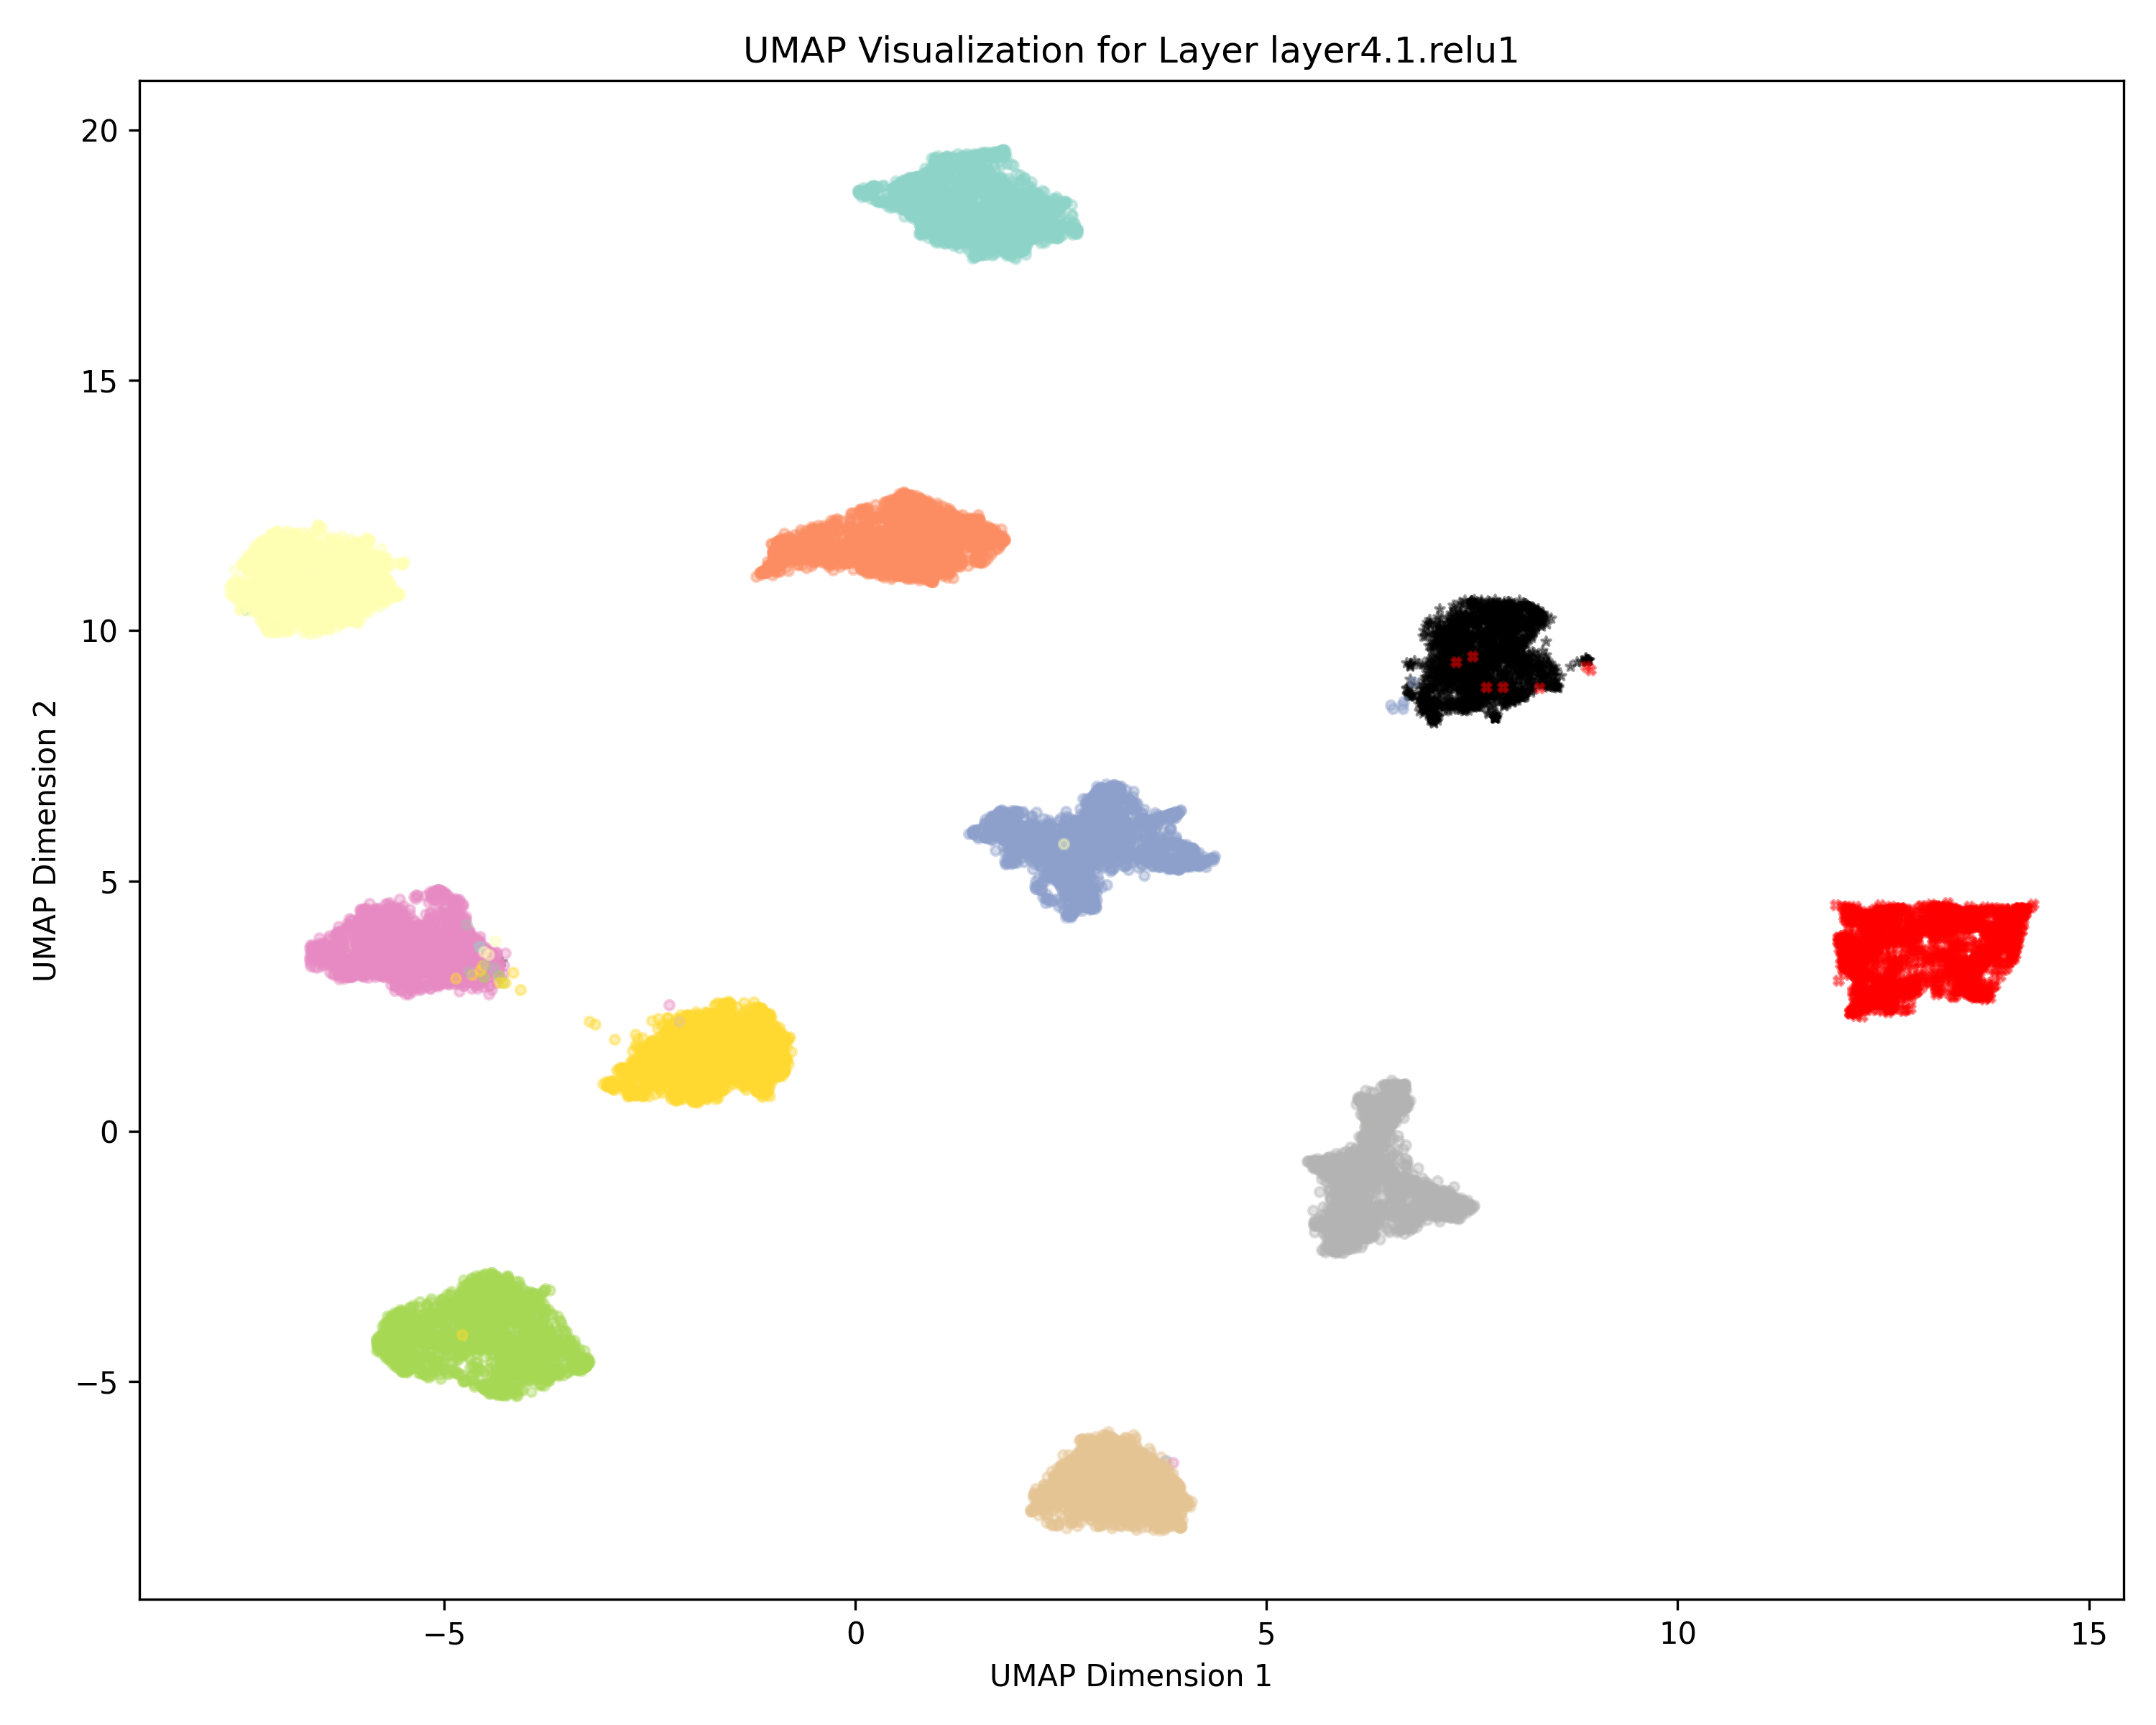 UMAP Visualization for Layer layer4.1.relu1
20
15
10
5
0
−5
UMAP Dimension 2
−5 0 5 10 15
UMAP Dimension 1